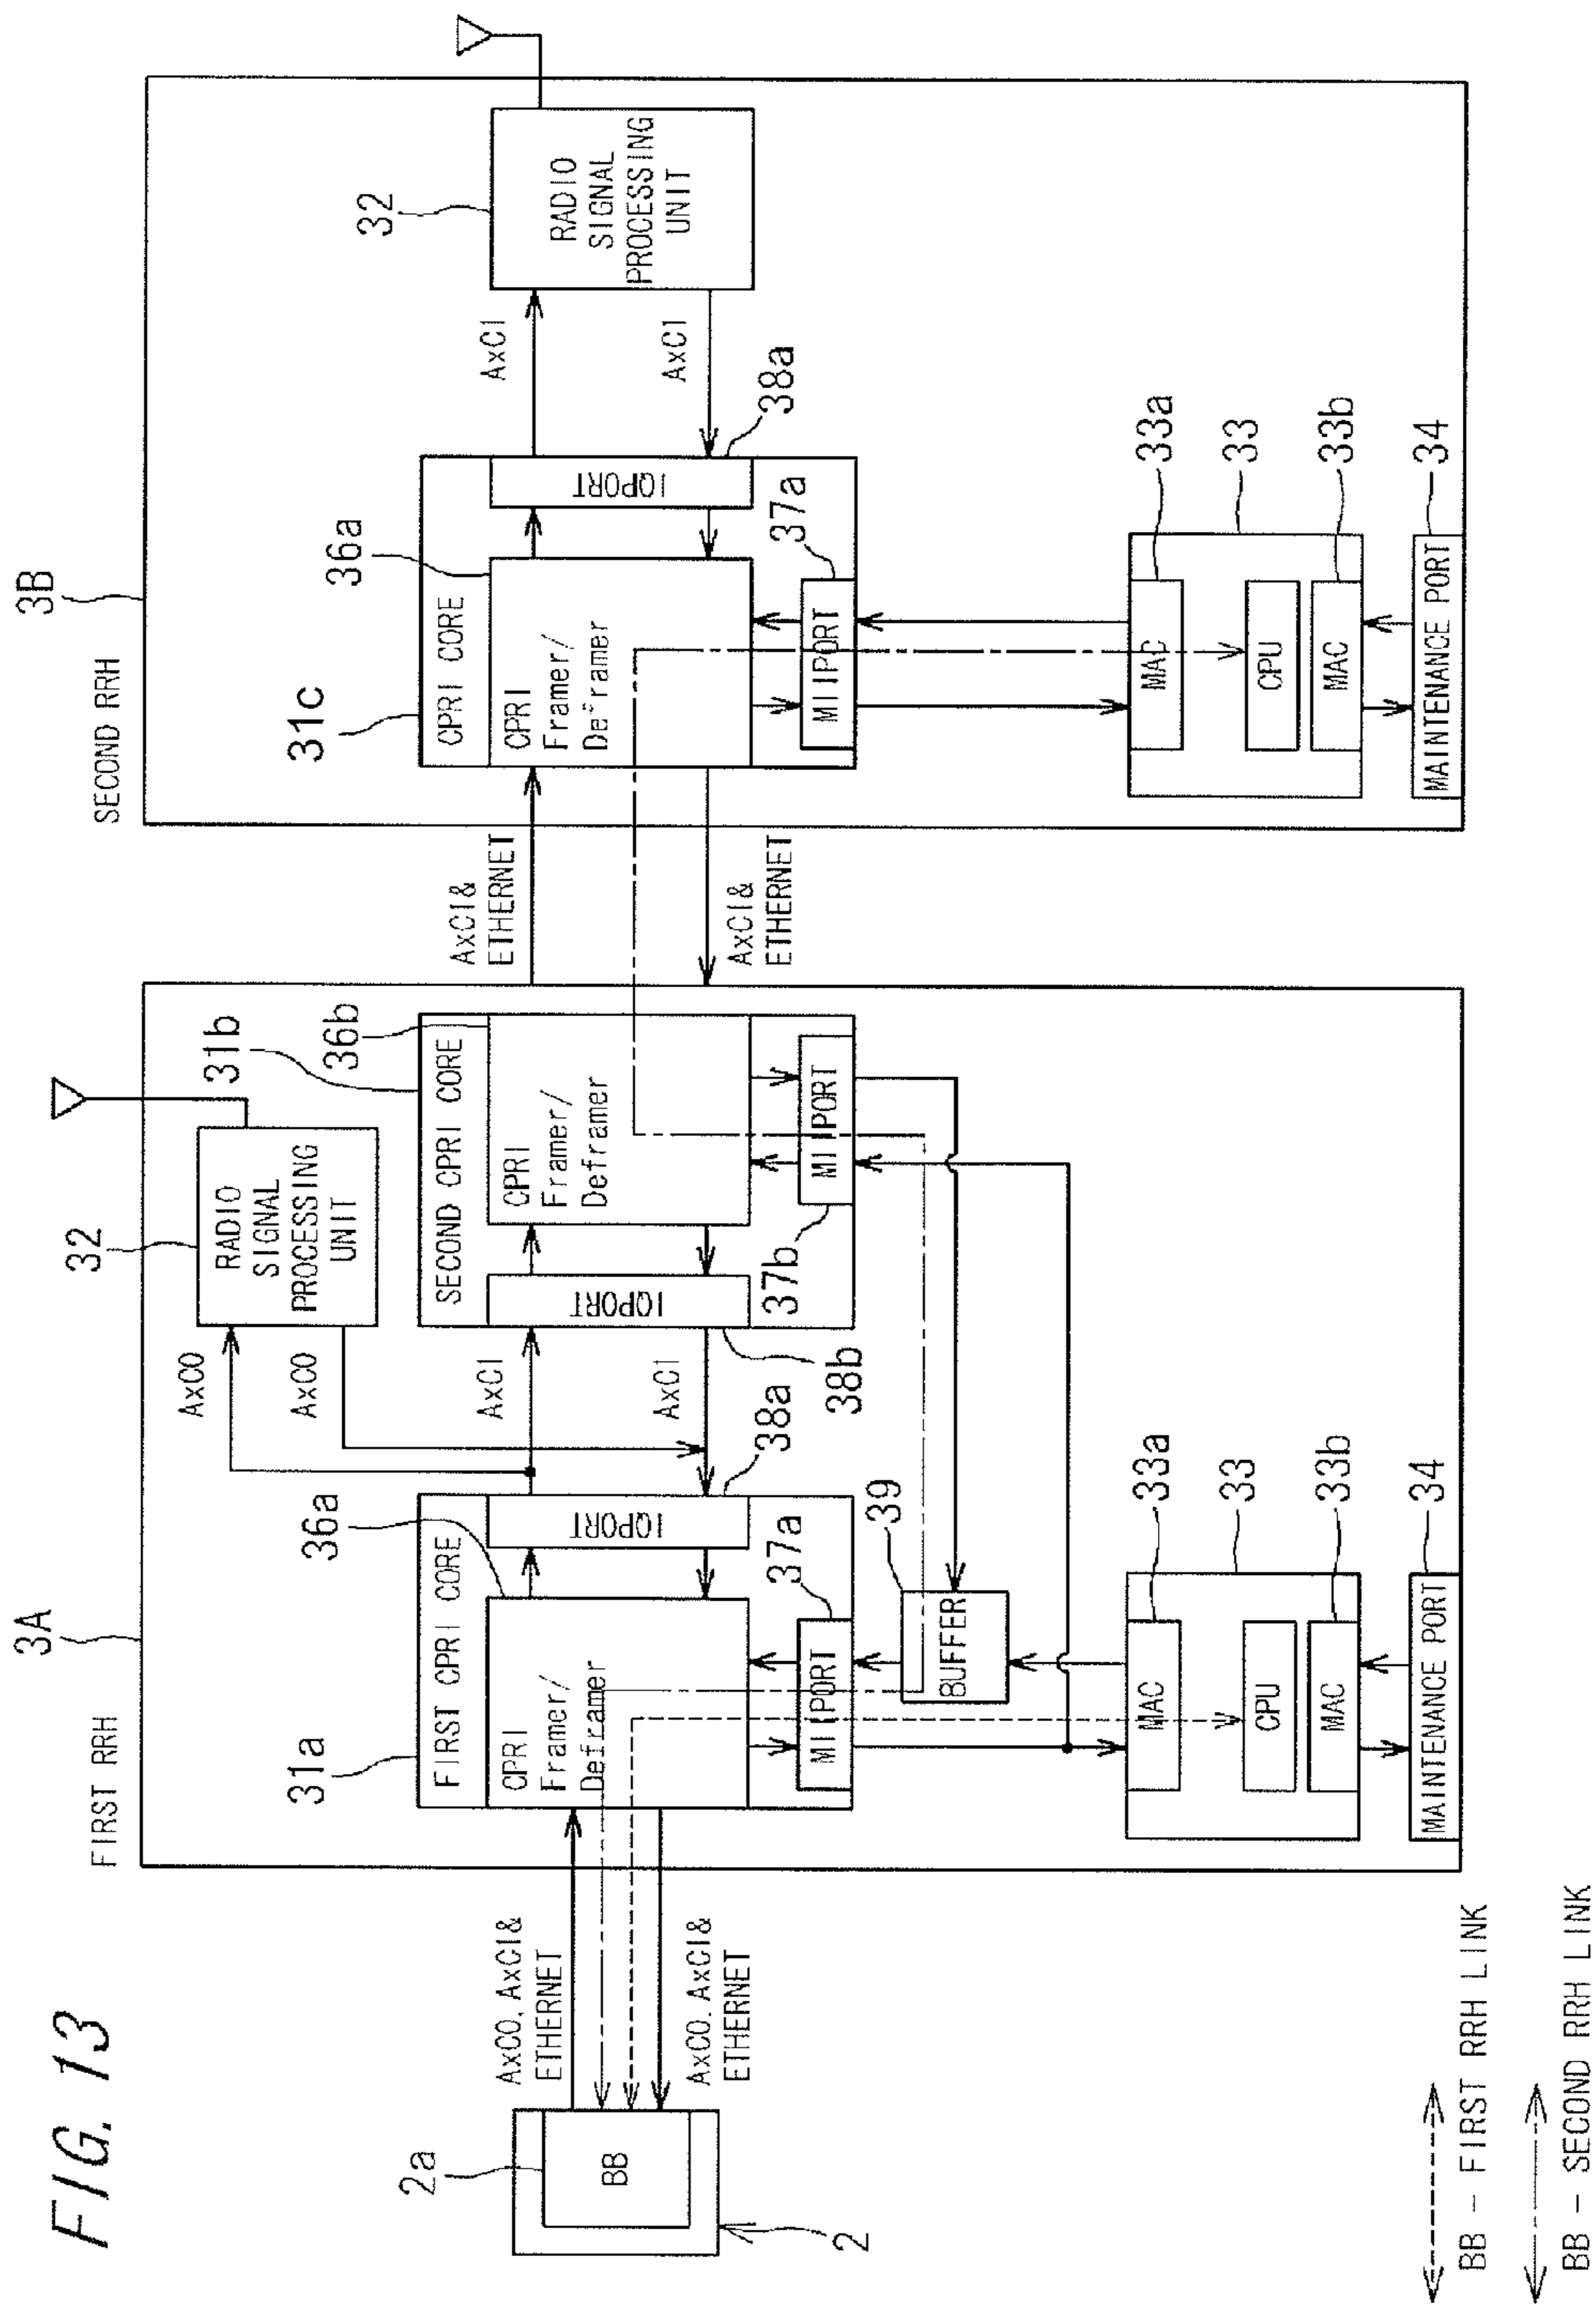 FIG. 13
2
2a
BB
AxC0, AxC1&
ETHERNET
AxC0, AxC1&
ETHERNET
FIRST RRH
3A
31a
FIRST CPRI CORE
36a
CPRI
Framer/
Deframer
IQPORT
38a
MIIPORT
37a
39
BUFFER
AxC0
AxC0
32
RADIO
SIGNAL
PROCESSING
UNIT
AxC1
AxC1
31b
SECOND CPRI CORE
36b
CPRI
Framer/
Deframer
IQPORT
38b
MIIPORT
37b
33a
MAC
33
CPU
33b
MAC
34
MAINTENANCE PORT
AxC1&
ETHERNET
AxC1&
ETHERNET
SECOND RRH
3B
31c
CPRI CORE
36a
CPRI
Framer/
Deframer
IQPORT
38a
MIIPORT
37a
AxC1
AxC1
32
RADIO
SIGNAL
PROCESSING
UNIT
33a
MAC
33
CPU
33b
MAC
34
MAINTENANCE PORT
BB - FIRST RRH LINK
BB - SECOND RRH LINK